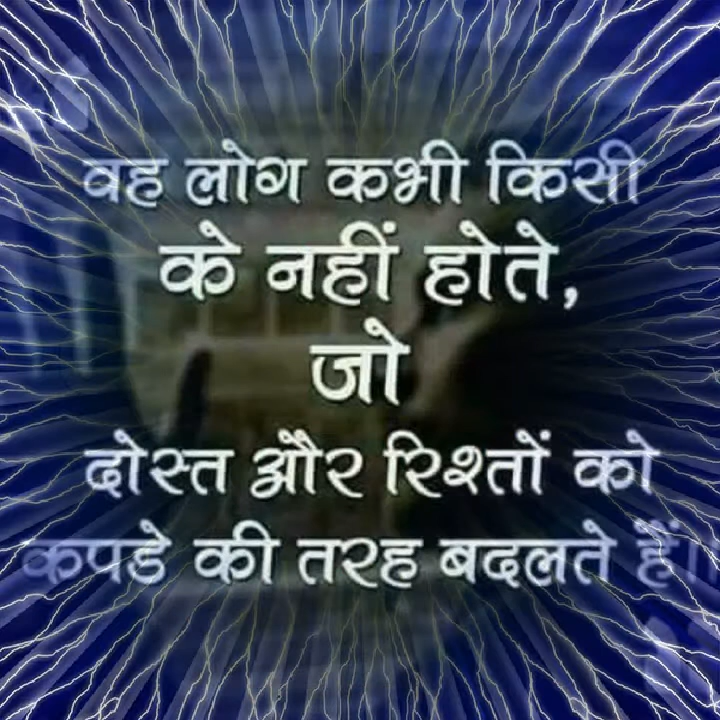 वह लोग कभी किसी
के नहीं होते,
जो
दोस्त और रिश्तों को
कपडे की तरह बदलते हैं।